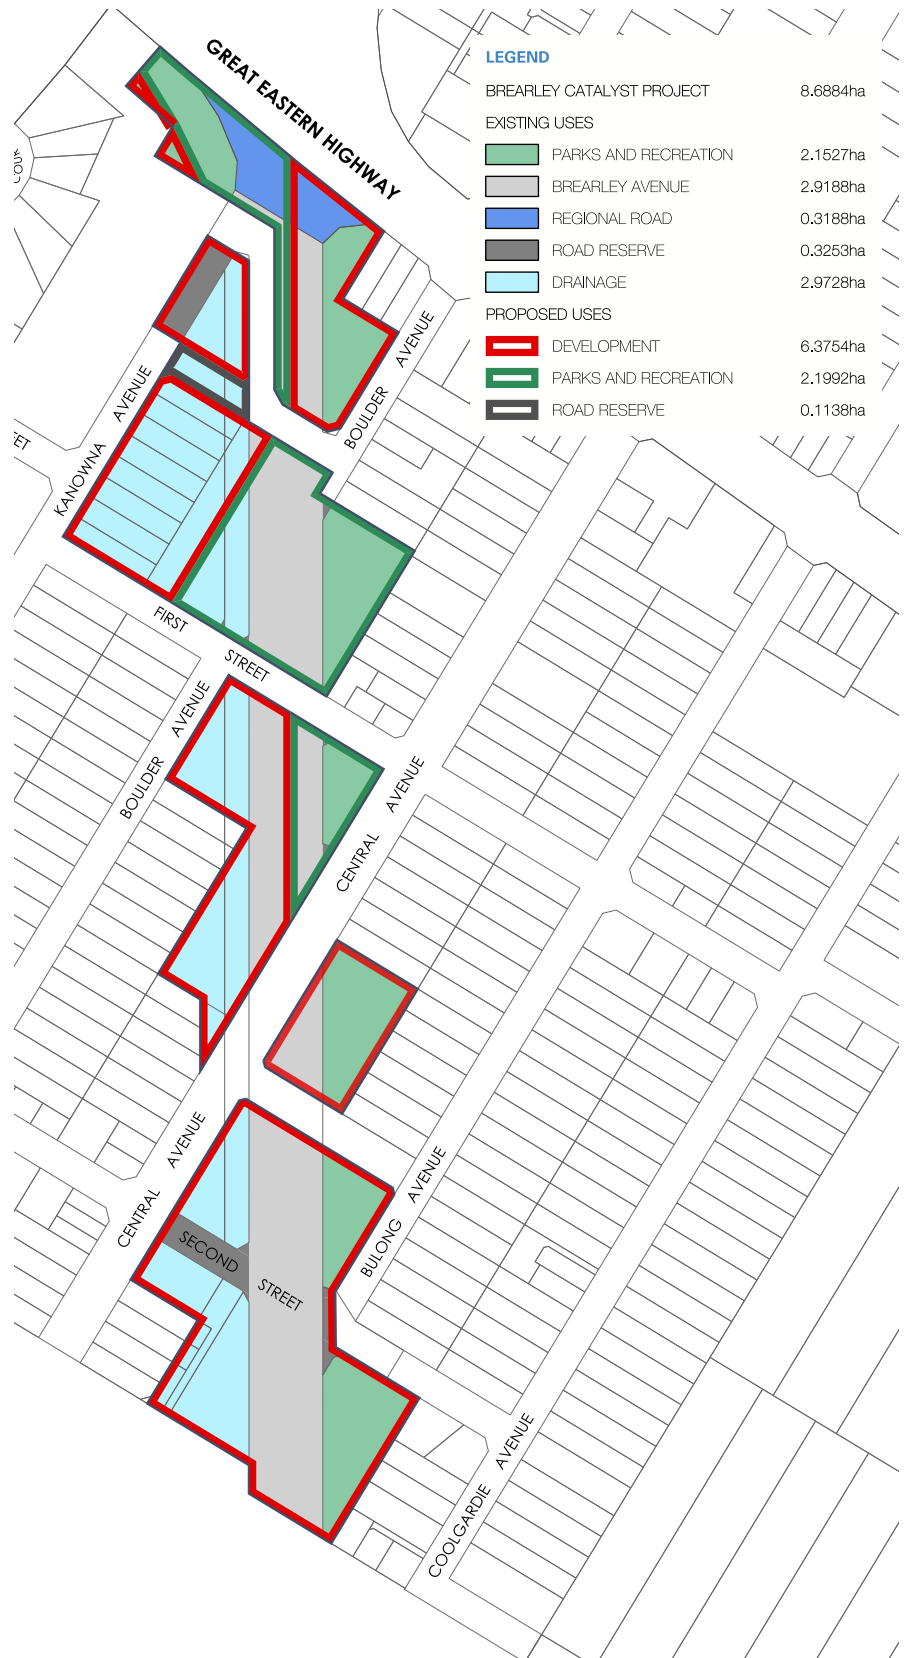 GREAT EASTERN HIGHWAY
LEGEND
BREARLEY CATALYST PROJECT 8.6884ha
EXISTING USES
PARKS AND RECREATION 2.1527ha
BREARLEY AVENUE 2.9188ha
REGIONAL ROAD 0.3188ha
ROAD RESERVE 0.3253ha
DRAINAGE 2.9728ha
PROPOSED USES
DEVELOPMENT 6.3754ha
PARKS AND RECREATION 2.1992ha
ROAD RESERVE 0.1138ha
BOULDER AVENUE
KANOWNA AVENUE
FIRST STREET
BOULDER AVENUE
CENTRAL AVENUE
CENTRAL AVENUE
SECOND STREET
BULONG AVENUE
COOLGARDIE AVENUE